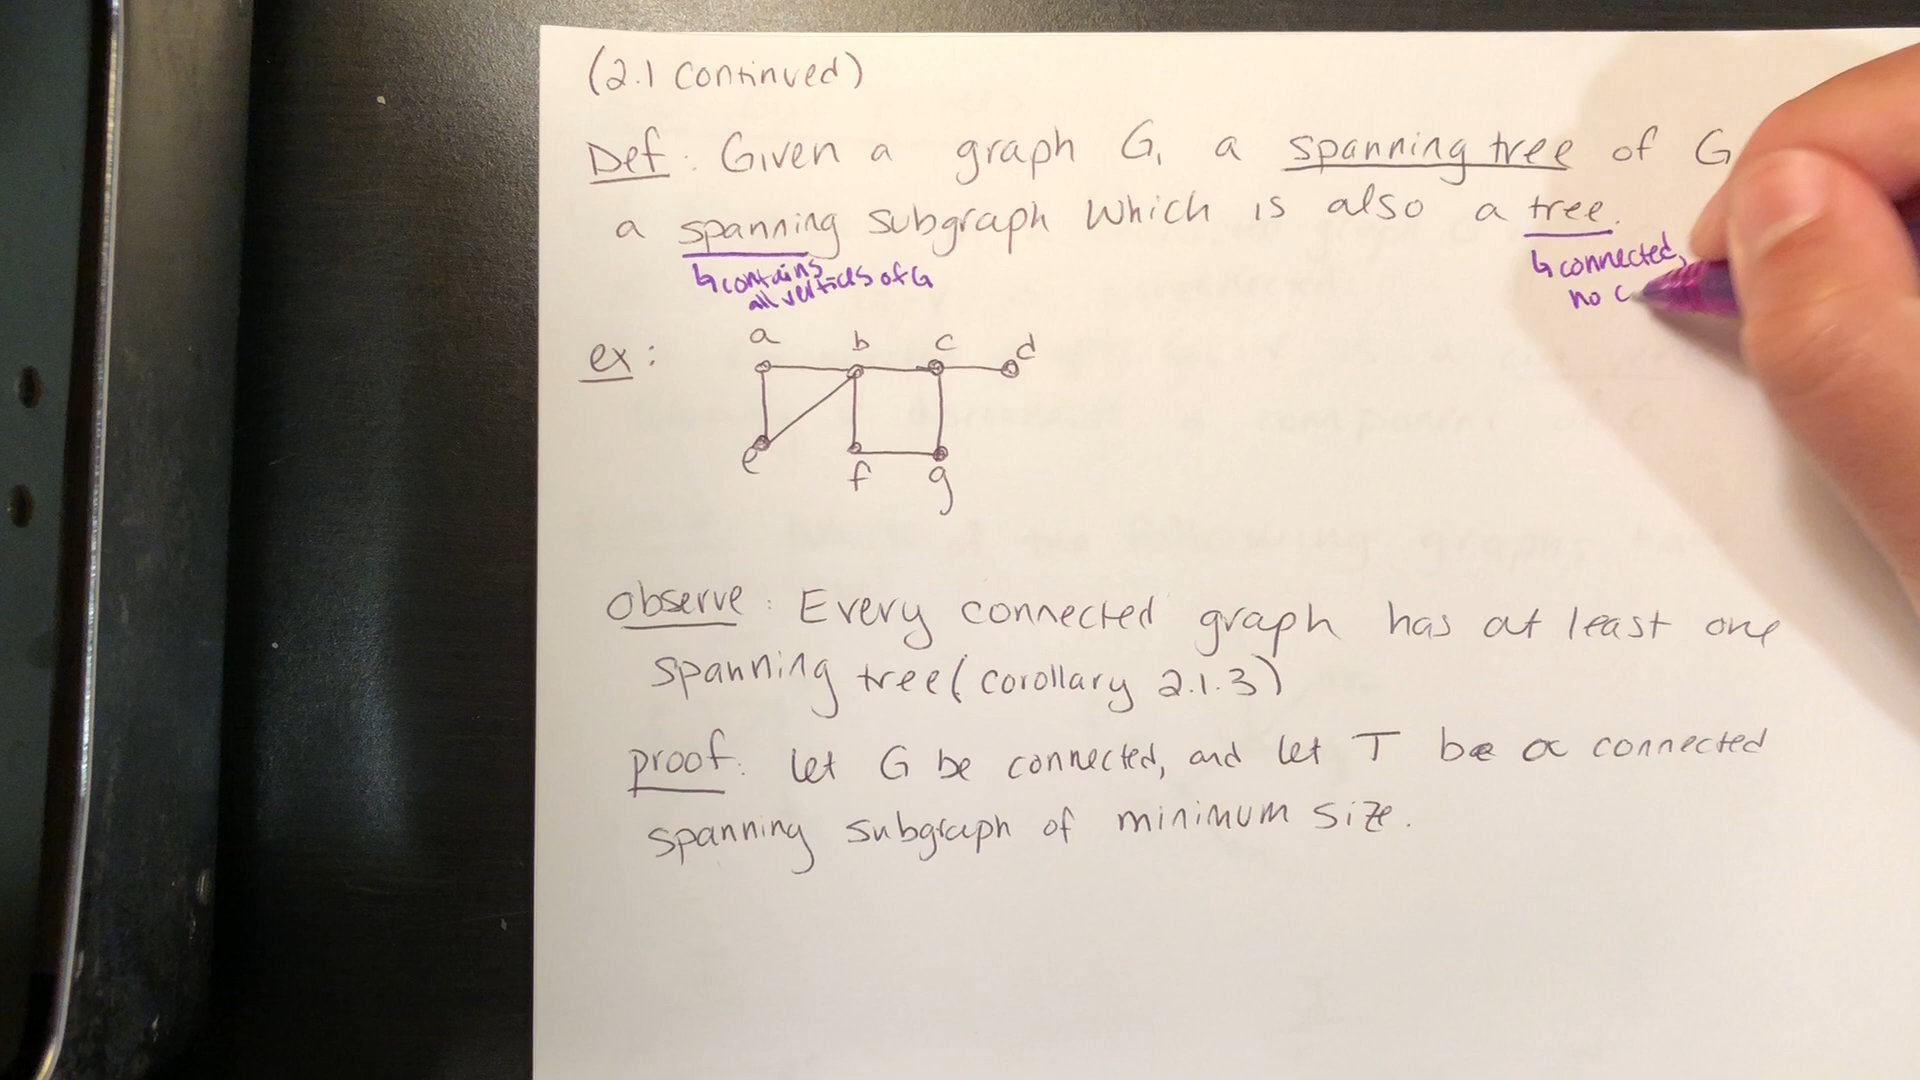 (2.1 continued)
Def: Given a graph G, a spanning tree of G
a spanning subgraph which is also a tree.
↳ contains
all vertices of G
↳ connected,
no c
ex:
a b c d
e f g
Observe: Every connected graph has at least one
spanning tree (corollary 2.1.3)
proof: let G be connected, and let T be a connected
spanning subgraph of minimum size.